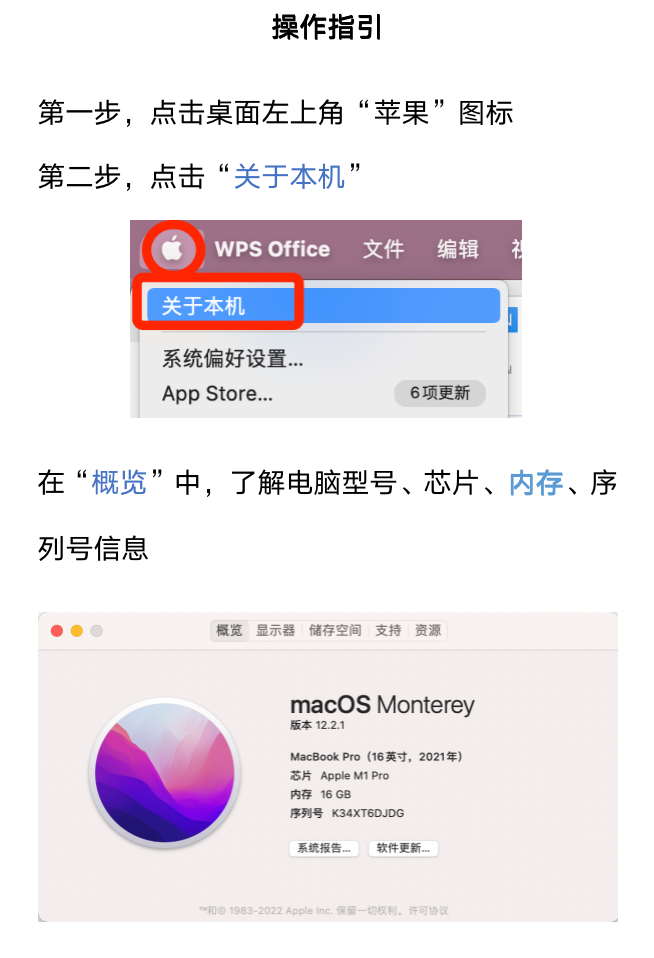 操作指引
第一步，点击桌面左上角“苹果”图标
第二步，点击“关于本机”
WPS Office 文件 编辑
关于本机
系统偏好设置...
App Store... 6项更新
在“概览”中，了解电脑型号、芯片、内存、序
列号信息
概览 显示器 储存空间 支持 资源
macOS Monterey
版本 12.2.1
MacBook Pro（16英寸，2021年）
芯片 Apple M1 Pro
内存 16 GB
序列号 K34XT6DJDG
系统报告... 软件更新...
™和© 1983-2022 Apple Inc. 保留一切权利。许可协议